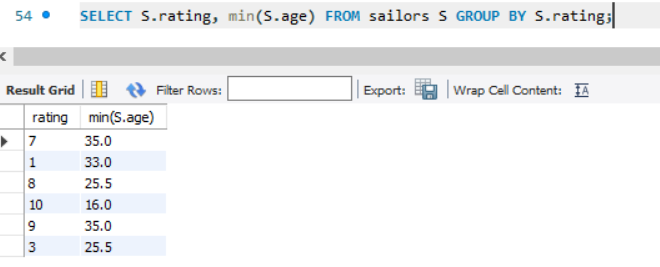 54 SELECT S.rating, min(S.age) FROM sailors S GROUP BY S.rating;
Result Grid Filter Rows: Export: Wrap Cell Content: IA
rating min(S.age)
7 35.0
1 33.0
8 25.5
10 16.0
9 35.0
3 25.5